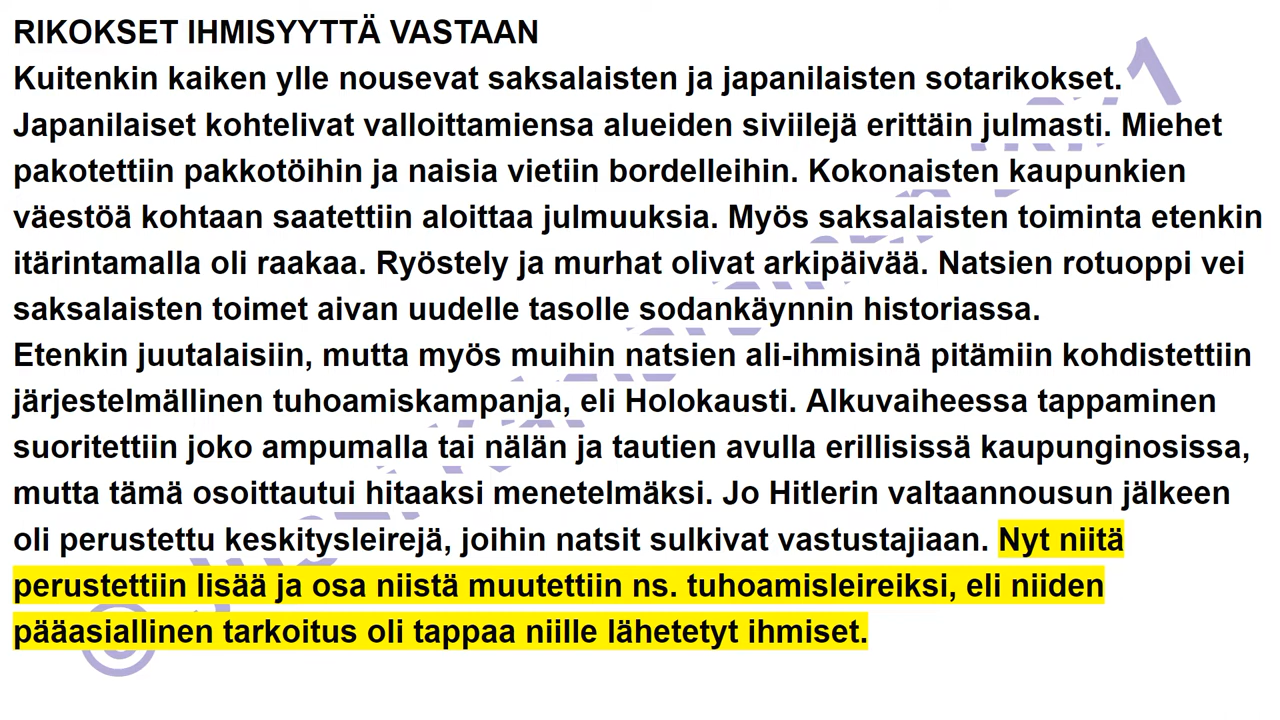 RIKOKSET IHMISYYTTÄ VASTAAN
Kuitenkin kaiken ylle nousevat saksalaisten ja japanilaisten sotarikokset.
Japanilaiset kohtelivat valloittamiensa alueiden siviilejä erittäin julmasti. Miehet
pakotettiin pakkotöihin ja naisia vietiin bordelleihin. Kokonaisten kaupunkien
väestöä kohtaan saatettiin aloittaa julmuuksia. Myös saksalaisten toiminta etenkin
itärintamalla oli raakaa. Ryöstely ja murhat olivat arkipäivää. Natsien rotuoppi vei
saksalaisten toimet aivan uudelle tasolle sodankäynnin historiassa.
Etenkin juutalaisiin, mutta myös muihin natsien ali-ihmisinä pitämiin kohdistettiin
järjestelmällinen tuhoamiskampanja, eli Holokausti. Alkuvaiheessa tappaminen
suoritettiin joko ampumalla tai nälän ja tautien avulla erillisissä kaupunginosissa,
mutta tämä osoittautui hitaaksi menetelmäksi. Jo Hitlerin valtaannousun jälkeen
oli perustettu keskitysleirejä, joihin natsit sulkivat vastustajiaan. Nyt niitä
perustettiin lisää ja osa niistä muutettiin ns. tuhoamisleireiksi, eli niiden
pääasiallinen tarkoitus oli tappaa niille lähetetyt ihmiset.